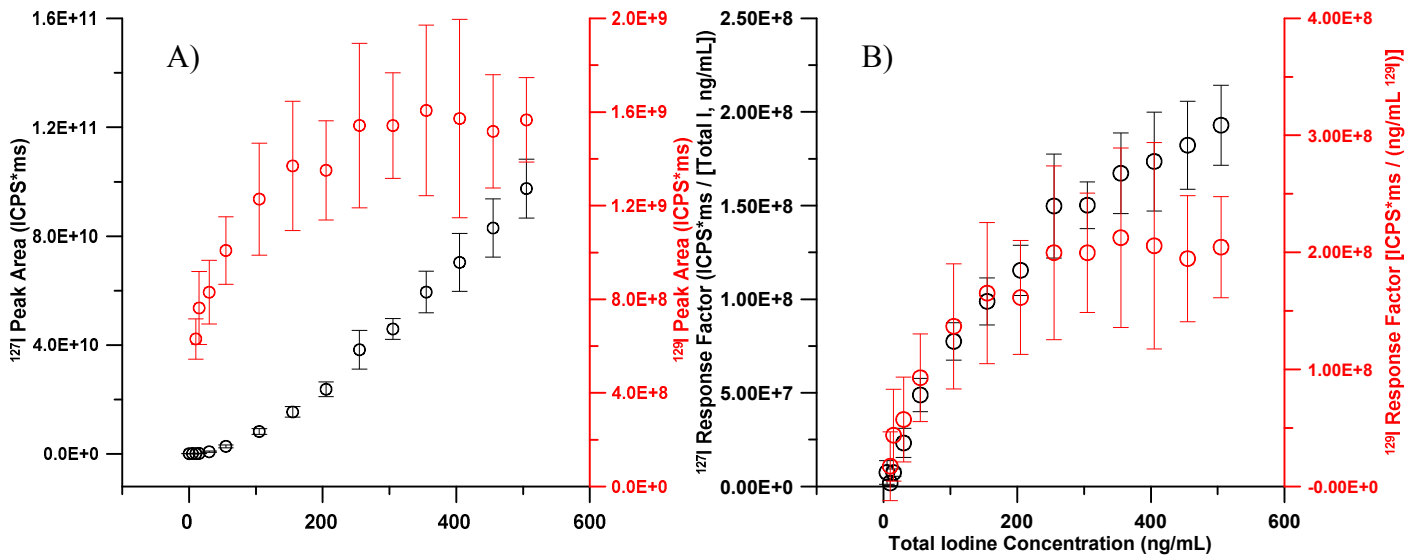 A)
1.6E+11
1.2E+11
8.0E+10
4.0E+10
0.0E+0
¹²⁷I Peak Area (ICPS*ms)
2.0E+9
1.6E+9
1.2E+9
8.0E+8
4.0E+8
0.0E+0
¹²⁹I Peak Area (ICPS*ms)
0 200 400 600
B)
2.50E+8
2.00E+8
1.50E+8
1.00E+8
5.00E+7
0.00E+0
¹²⁷I Response Factor (ICPS*ms / [Total I, ng/mL)
4.00E+8
3.00E+8
2.00E+8
1.00E+8
-0.00E+0
¹²⁹I Response Factor [ICPS*ms / (ng/mL ¹²⁹I)]
0 200 400 600
Total Iodine Concentration (ng/mL)